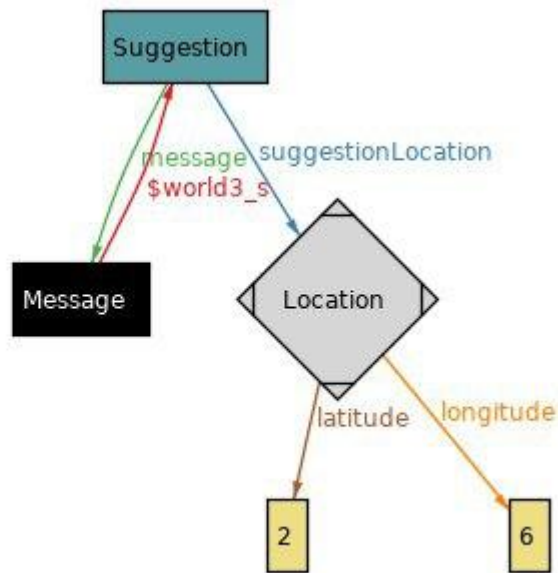 Suggestion
message
suggestionLocation
$world3_s
Message
Location
latitude
longitude
2
6